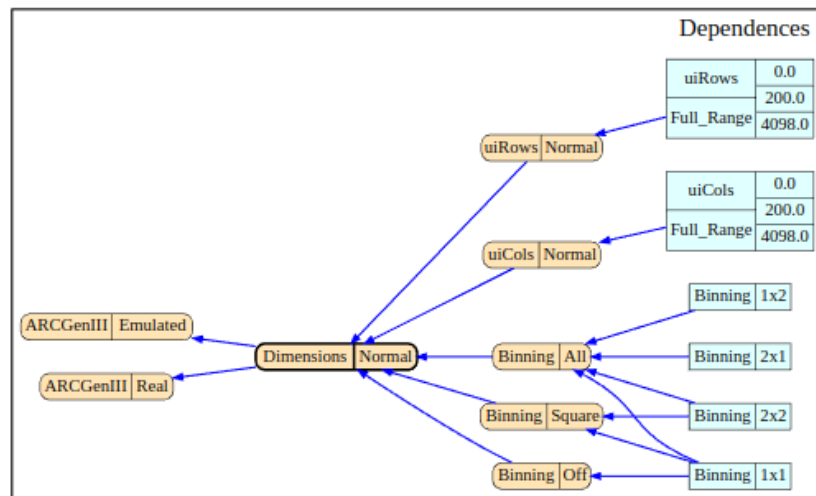 Dependences
uiRows 0.0
200.0
Full_Range 4098.0
uiRows Normal
uiCols 0.0
200.0
Full_Range 4098.0
uiCols Normal
Binning 1x2
ARCGenIII Emulated
Dimensions Normal
Binning All
Binning 2x1
ARCGenIII Real
Binning Square
Binning 2x2
Binning Off
Binning 1x1